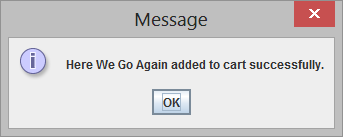 Message
Here We Go Again added to cart successfully.
OK